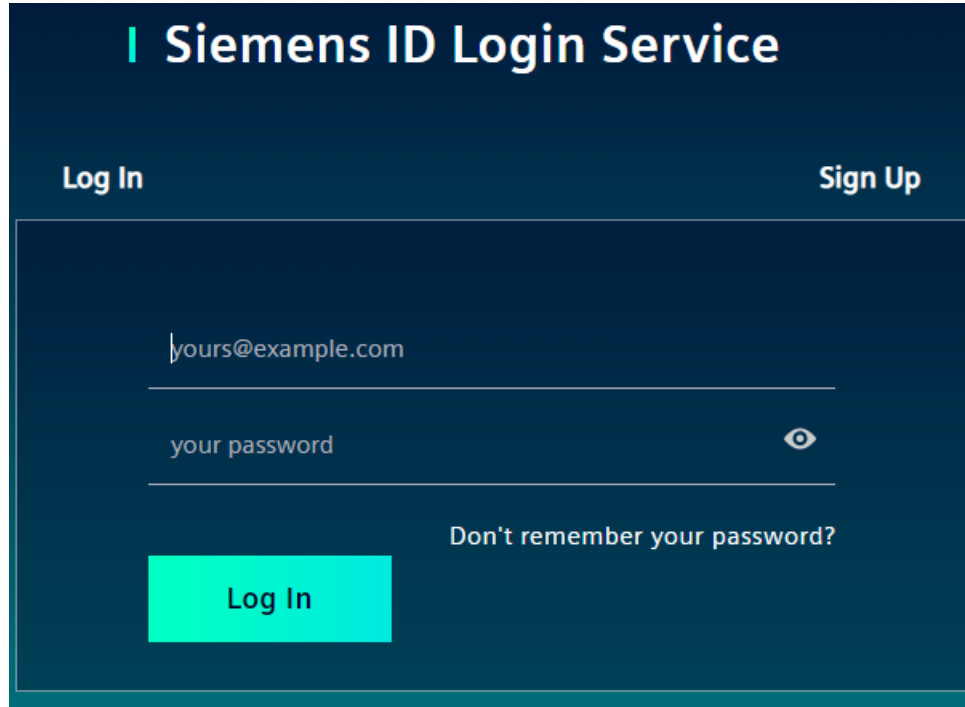 Siemens ID Login Service
Log In Sign Up
yours@example.com
your password
Don't remember your password?
Log In